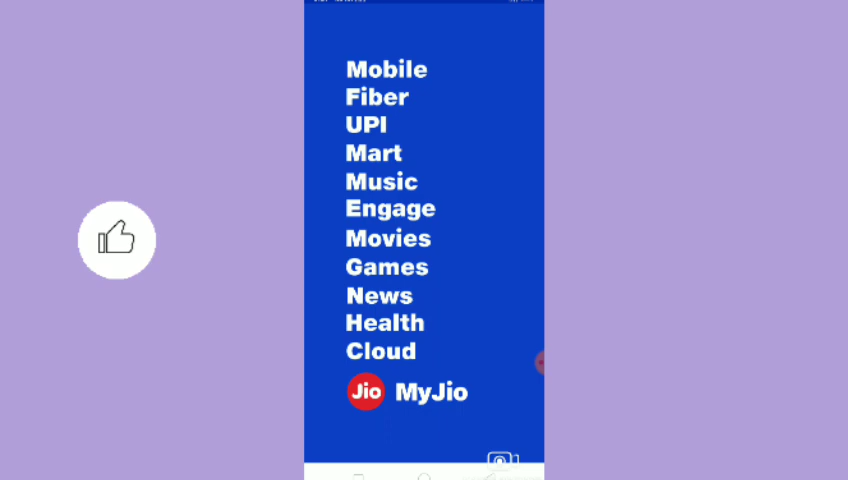 Mobile
Fiber
UPI
Mart
Music
Engage
Movies
Games
News
Health
Cloud
Jio MyJio